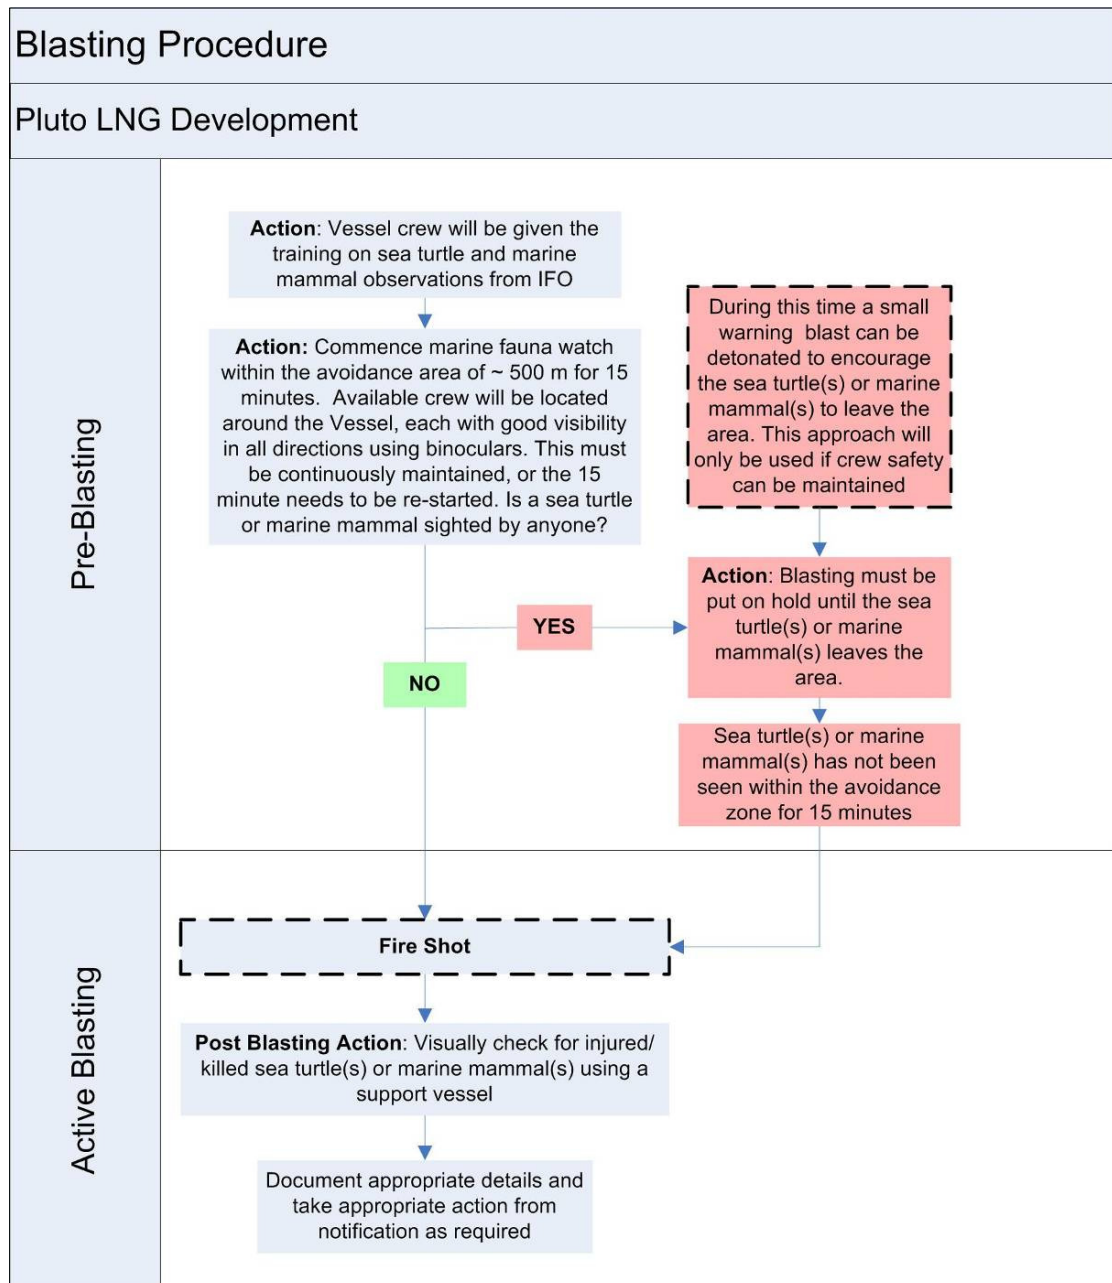 Blasting Procedure
Pluto LNG Development
Pre-Blasting
Action: Vessel crew will be given the
training on sea turtle and marine
mammal observations from IFO
Action: Commence marine fauna watch
within the avoidance area of ~ 500 m for 15
minutes. Available crew will be located
around the Vessel, each with good visibility
in all directions using binoculars. This must
be continuously maintained, or the 15
minute needs to be re-started. Is a sea turtle
or marine mammal sighted by anyone?
During this time a small
warning blast can be
detonated to encourage
the sea turtle(s) or marine
mammal(s) to leave the
area. This approach will
only be used if crew safety
can be maintained
YES
Action: Blasting must be
put on hold until the sea
turtle(s) or marine
mammal(s) leaves the
area.
NO
Sea turtle(s) or marine
mammal(s) has not been
seen within the avoidance
zone for 15 minutes
Active Blasting
Fire Shot
Post Blasting Action: Visually check for injured/
killed sea turtle(s) or marine mammal(s) using a
support vessel
Document appropriate details and
take appropriate action from
notification as required